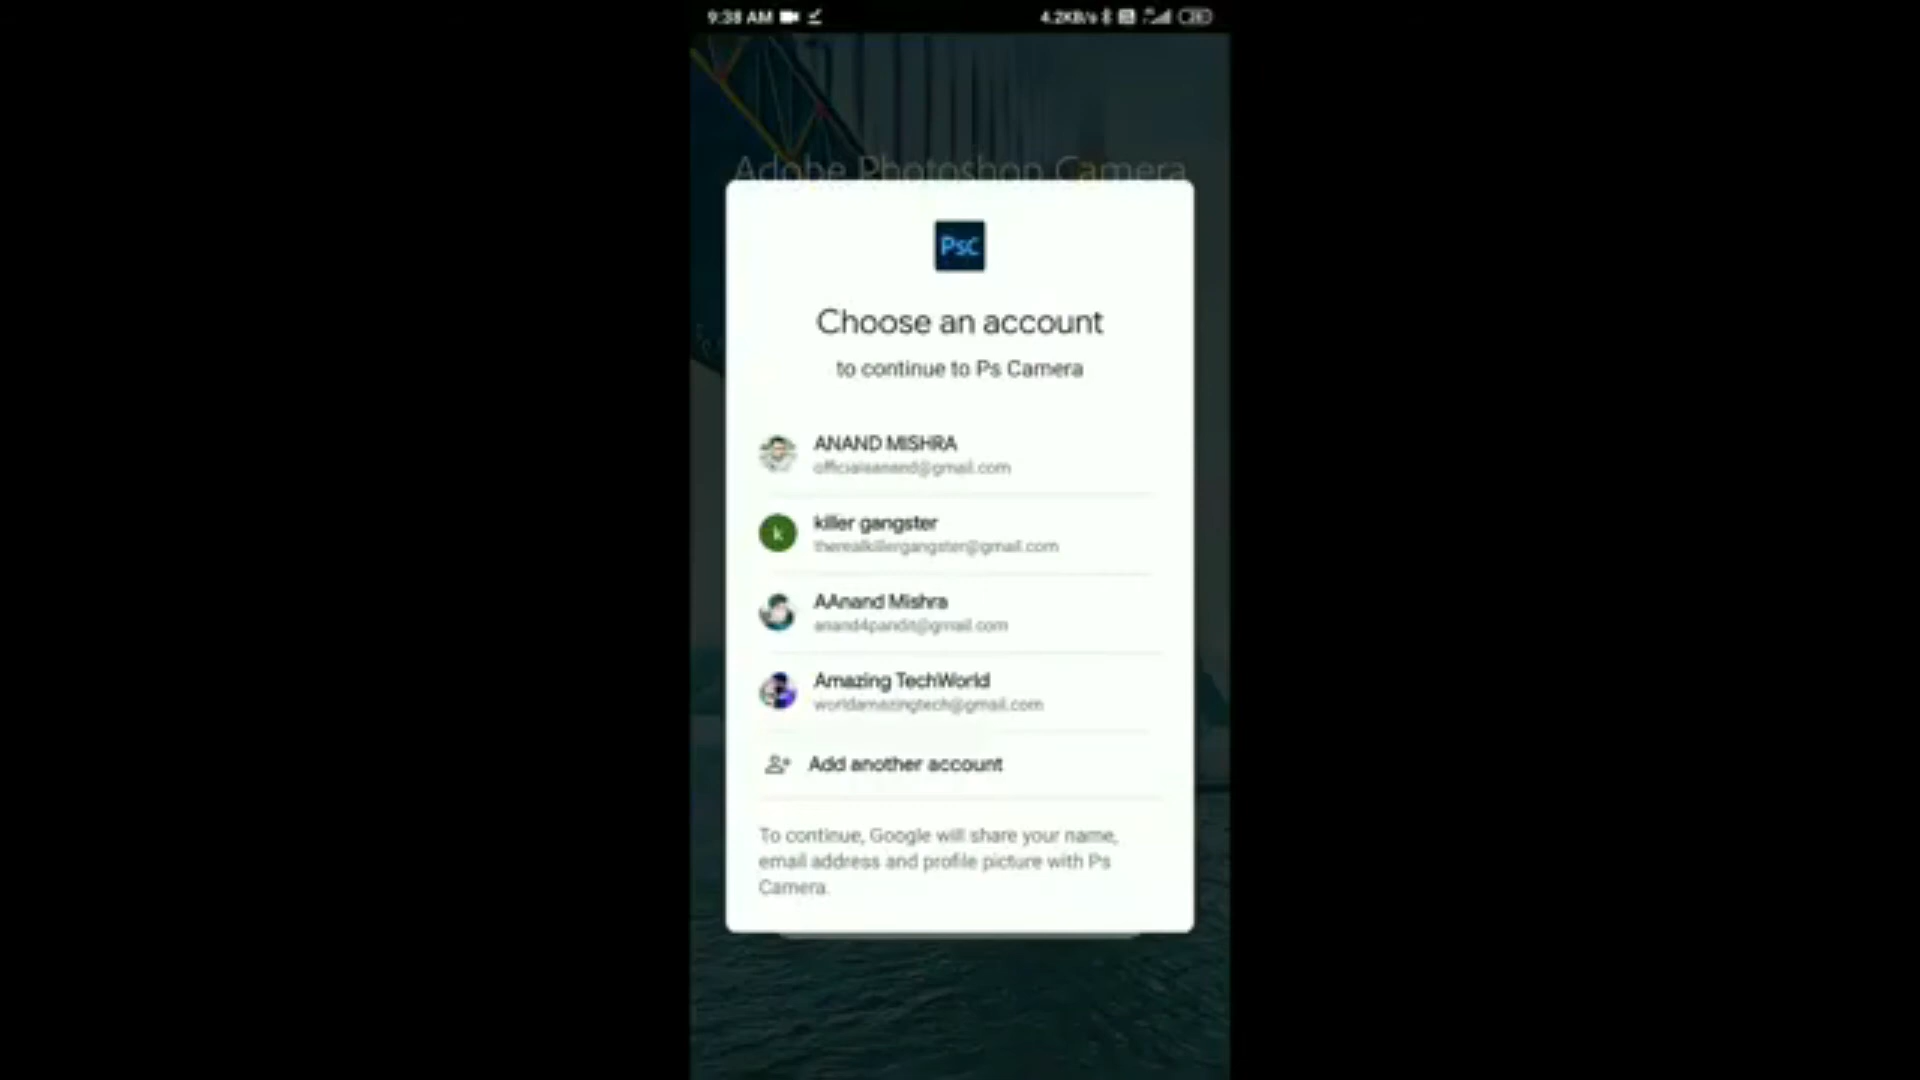 9:38 AM
4.2KB/s
Adobe Photoshop Camera
PsC
Choose an account
to continue to Ps Camera
ANAND MISHRA
officialsanand@gmail.com
k
killer gangster
therealkillergangster@gmail.com
AAnand Mishra
anand4pandit@gmail.com
Amazing TechWorld
worldamazingtech@gmail.com
Add another account
To continue, Google will share your name,
email address and profile picture with Ps
Camera.